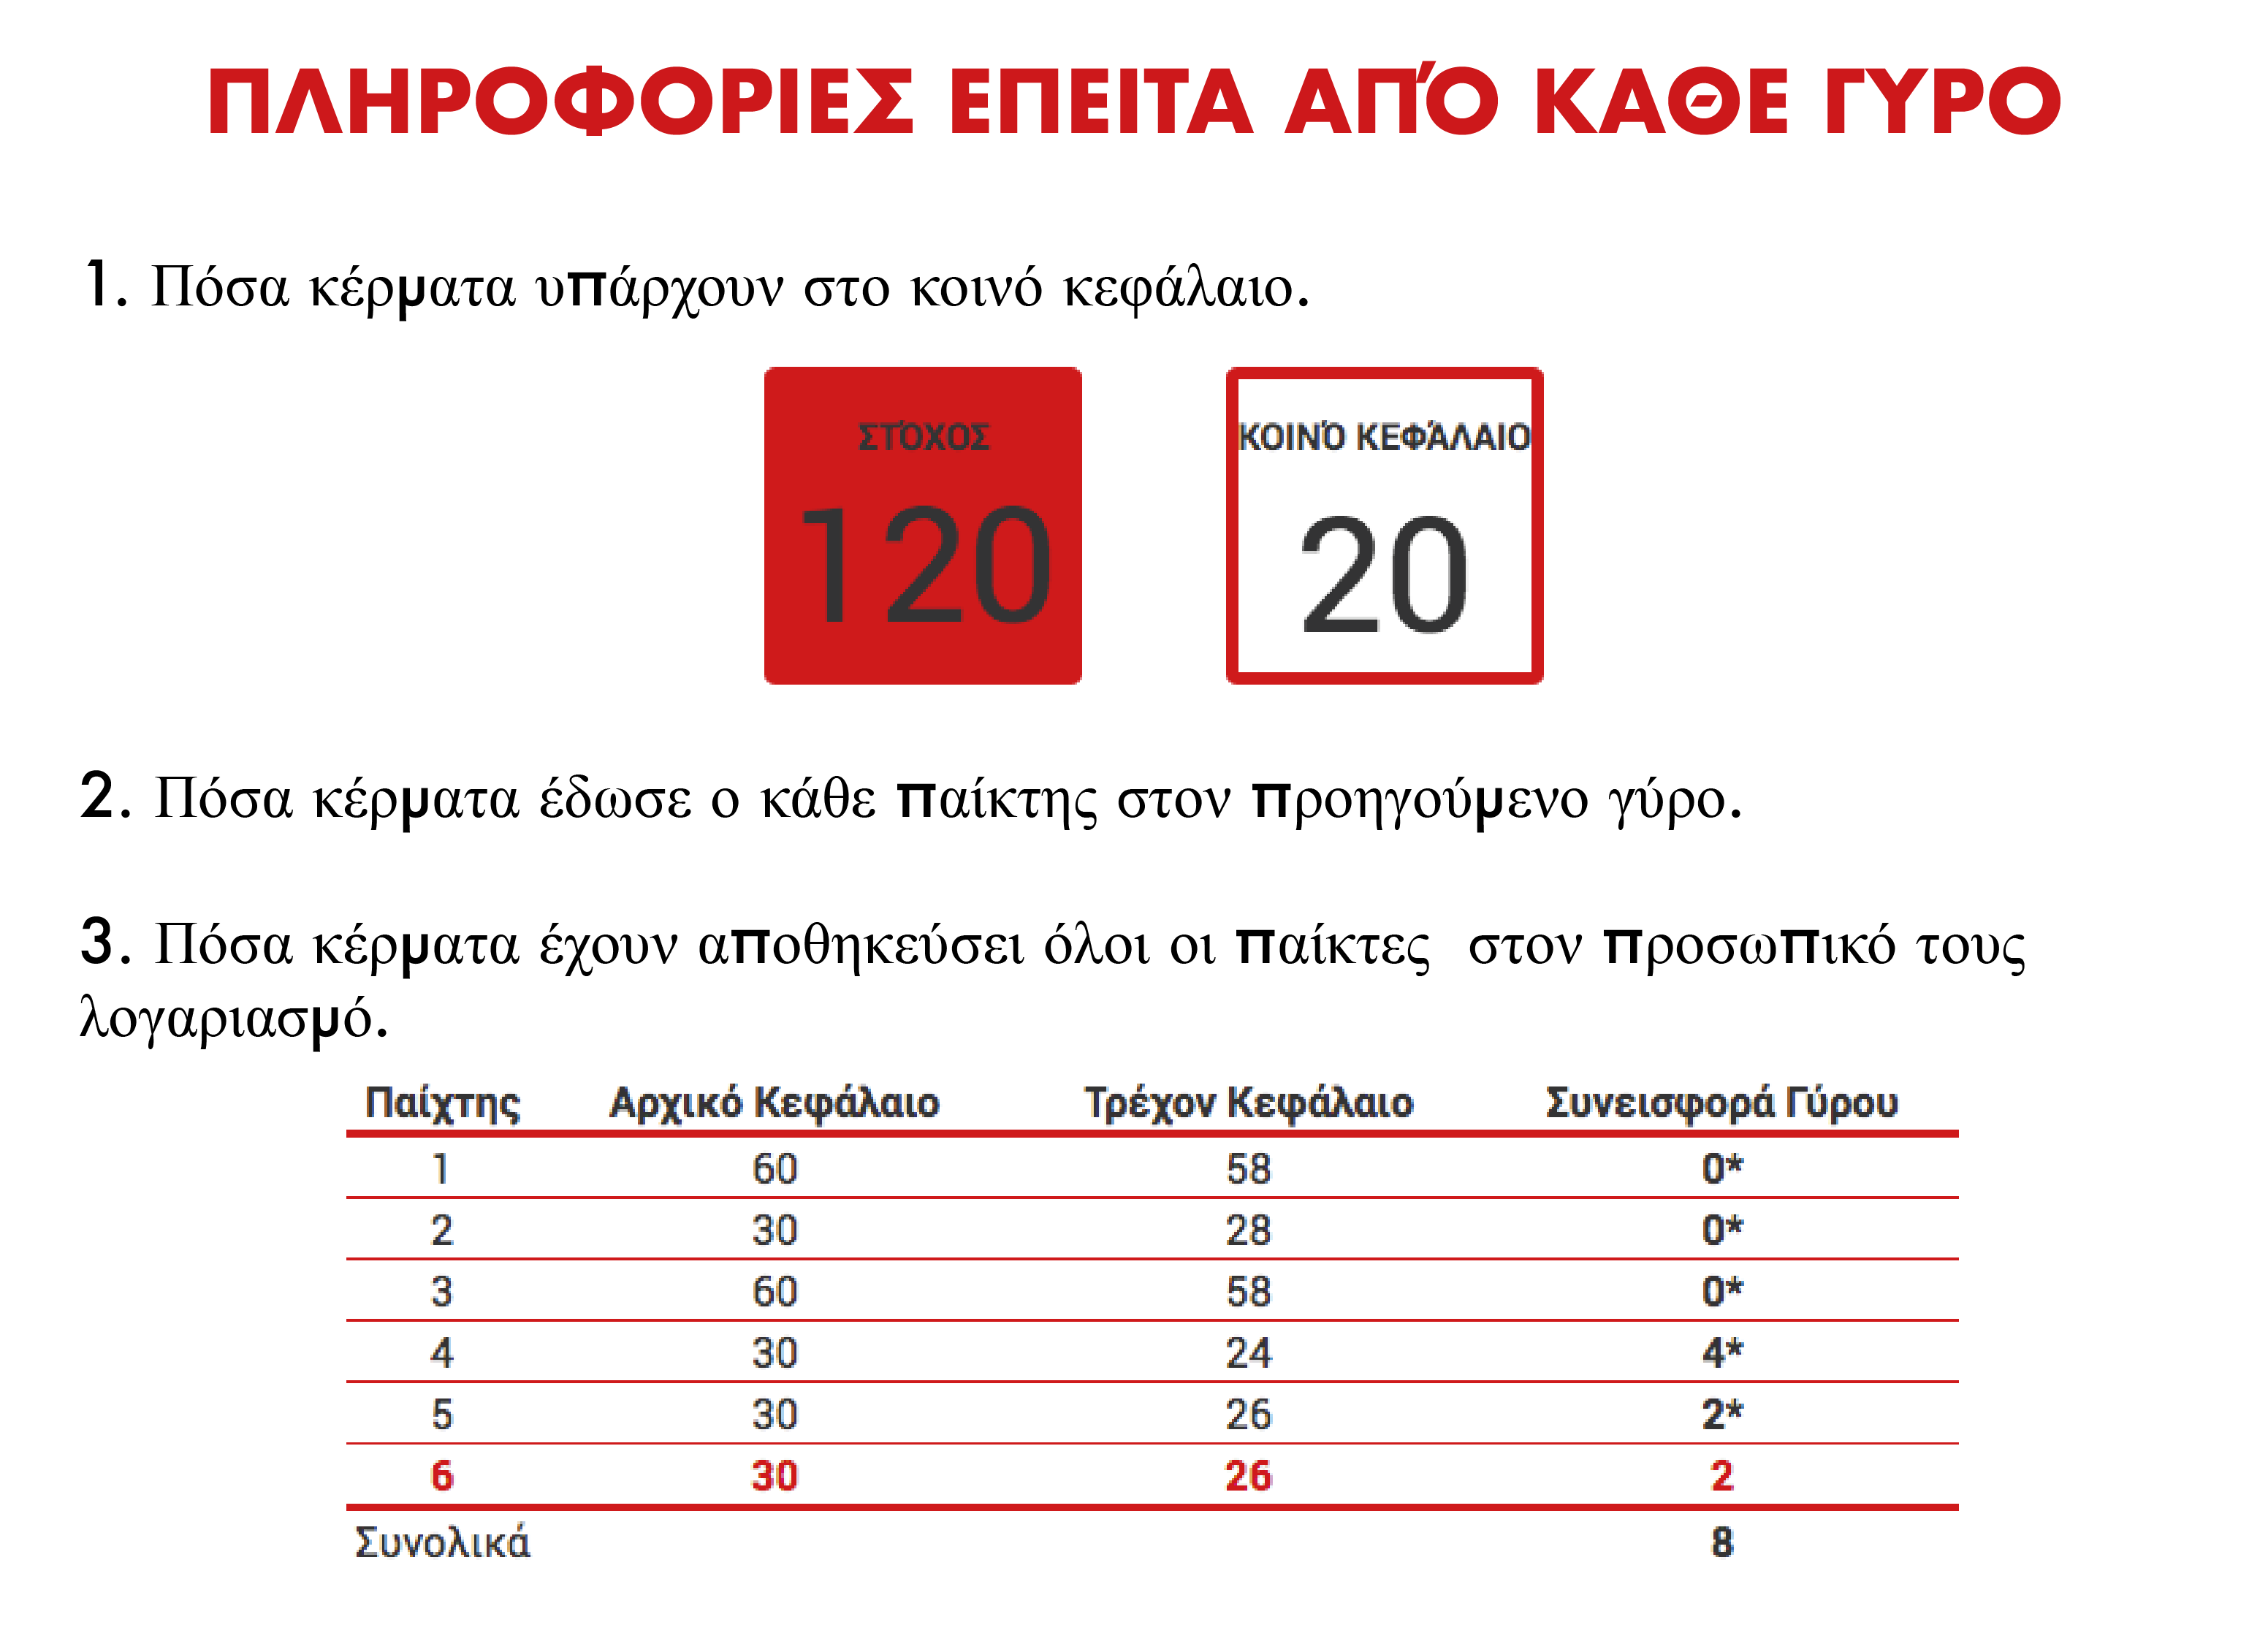 ΠΛΗΡΟΦΟΡΙΕΣ ΕΠΕΙΤΑ ΑΠΌ ΚΑΘΕ ΓΥΡΟ
1. Πόσα κέρματα υπάρχουν στο κοινό κεφάλαιο.
ΣΤΌΧΟΣ ΚΟΙΝΌ ΚΕΦΆΛΑΙΟ
120 20
2. Πόσα κέρματα έδωσε ο κάθε παίκτης στον προηγούμενο γύρο.
3. Πόσα κέρματα έχουν αποθηκεύσει όλοι οι παίκτες στον προσωπικό τους
λογαριασμό.
Παίχτης Αρχικό Κεφάλαιο Τρέχον Κεφάλαιο Συνεισφορά Γύρου
1 60 58 0*
2 30 28 0*
3 60 58 0*
4 30 24 4*
5 30 26 2*
6 30 26 2
Συνολικά 8